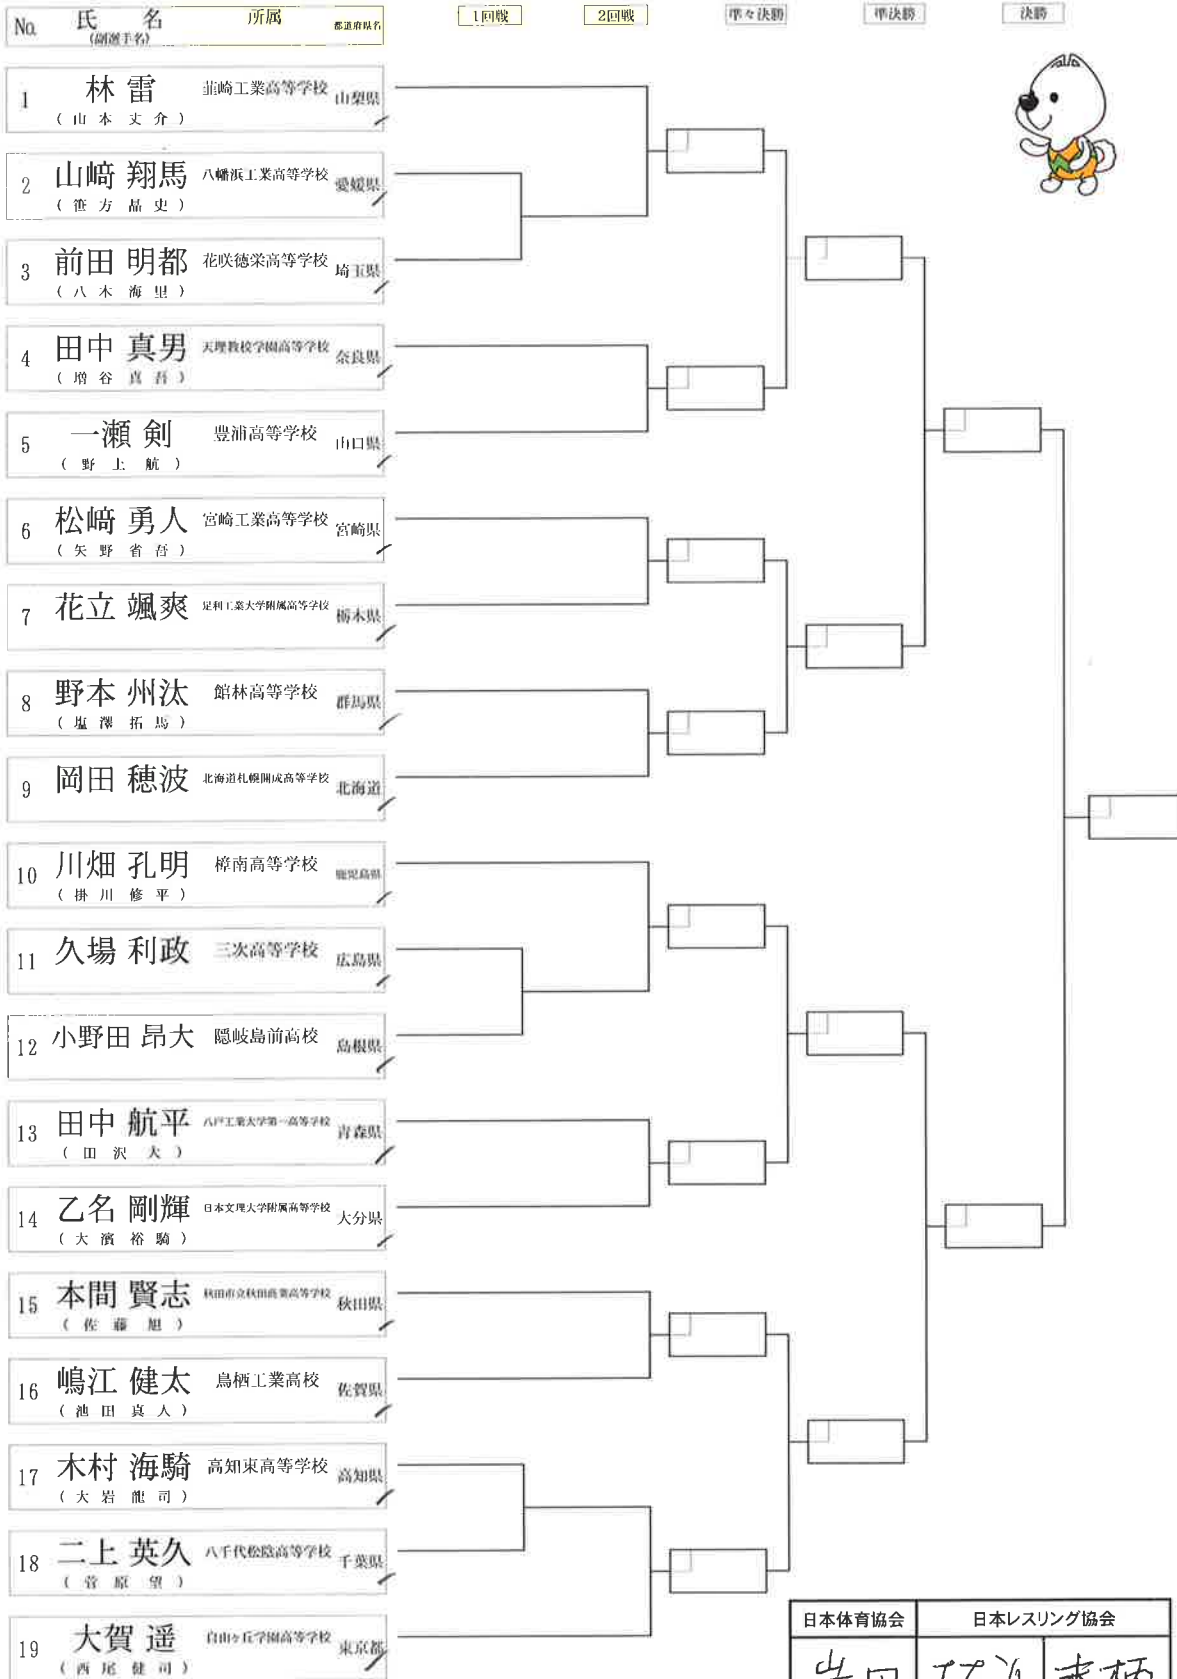 No. 氏 名 所属 都道府県名 1回戦 2回戦 準々決勝 準決勝 決勝
(副選手名)
1 林 雷 韮崎工業高等学校 山梨県
(山本 丈介)
2 山﨑 翔馬 八幡浜工業高等学校 愛媛県
(笹方 晶史)
3 前田 明都 花咲徳栄高等学校 埼玉県
(八木 海里)
4 田中 真男 天理教校学園高等学校 奈良県
(増谷 真吾)
5 一瀬 剣 豊浦高等学校 山口県
(野上 航)
6 松﨑 勇人 宮崎工業高等学校 宮崎県
(矢野 省吾)
7 花立 颯爽 足利工業大学附属高等学校 栃木県
8 野本 州汰 館林高等学校 群馬県
(塩澤 拓馬)
9 岡田 穂波 北海道札幌開成高等学校 北海道
10 川畑 孔明 樟南高等学校 鹿児島県
(掛川 修平)
11 久場 利政 三次高等学校 広島県
12 小野田 昂大 隠岐島前高校 島根県
13 田中 航平 八戸工業大学第一高等学校 青森県
(田沢 大)
14 乙名 剛輝 日本文理大学附属高等学校 大分県
(大濱 裕騎)
15 本間 賢志 秋田市立秋田商業高等学校 秋田県
(佐藤 旭)
16 嶋江 健太 鳥栖工業高校 佐賀県
(池田 真人)
17 木村 海騎 高知東高等学校 高知県
(大岩 龍司)
18 二上 英久 八千代松陰高等学校 千葉県
(菅原 望)
日本体育協会 日本レスリング協会
19 大賀 遥 自由ヶ丘学園高等学校 東京都
(西尾 健司)